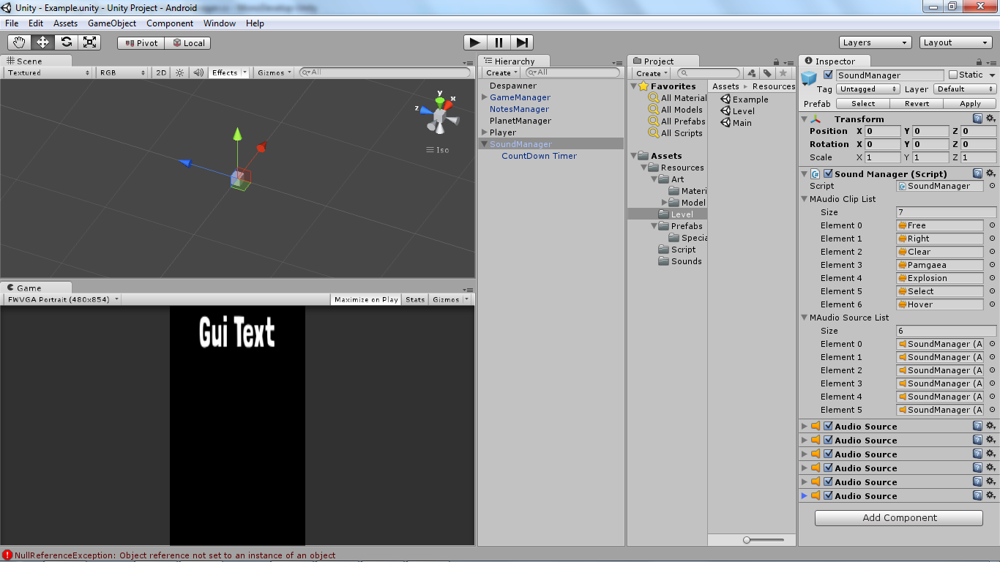 Unity - Example.unity - Unity Project - Android
File Edit Assets GameObject Component Window Help
Pivot Local Layers Layout
Scene
Textured RGB 2D Effects Gizmos All
y
x
z
Iso
Game
FWVGA Portrait (480x854) Maximize on Play Stats Gizmos
Gui Text
Hierarchy
Create All
Despawner
GameManager
NotesManager
PlanetManager
Player
SoundManager
CountDown Timer
Project
Create
Favorites
All Material
All Models
All Prefabs
All Scripts
Assets
Resources
Art
Materi
Model
Level
Prefabs
Specia
Script
Sounds
Assets Resources
Example
Level
Main
Inspector
SoundManager Static
Tag Untagged Layer Default
Prefab Select Revert Apply
Transform
Position X 0 Y 0 Z 0
Rotation X 0 Y 0 Z 0
Scale X 1 Y 1 Z 1
Sound Manager (Script)
Script SoundManager
MAudio Clip List
Size 7
Element 0 Free
Element 1 Right
Element 2 Clear
Element 3 Pamgaea
Element 4 Explosion
Element 5 Select
Element 6 Hover
MAudio Source List
Size 6
Element 0 SoundManager (A
Element 1 SoundManager (A
Element 2 SoundManager (A
Element 3 SoundManager (A
Element 4 SoundManager (A
Element 5 SoundManager (A
Audio Source
Audio Source
Audio Source
Audio Source
Audio Source
Audio Source
Add Component
NullReferenceException: Object reference not set to an instance of an object